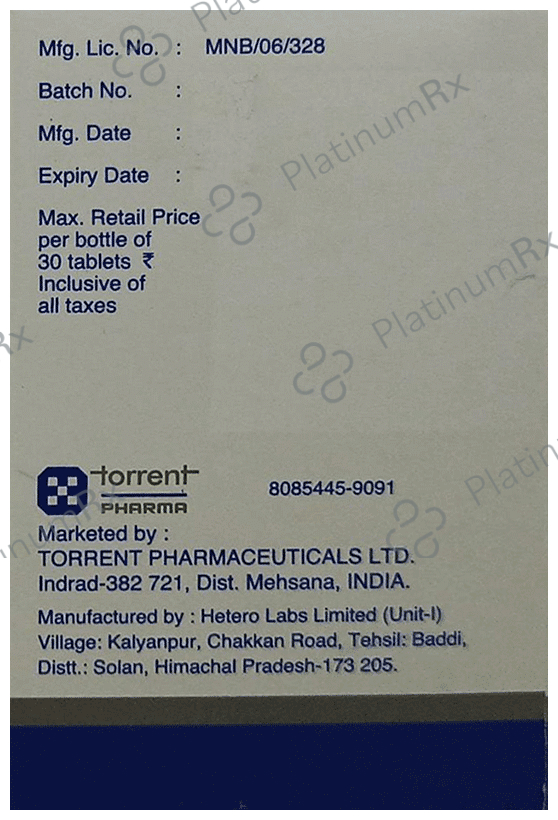 Mfg. Lic. No. : MNB/06/328
Batch No. :
Mfg. Date :
Expiry Date :
Max. Retail Price
per bottle of
30 tablets ₹
Inclusive of
all taxes
torrent
PHARMA
8085445-9091
Marketed by :
TORRENT PHARMACEUTICALS LTD.
Indrad-382 721, Dist. Mehsana, INDIA.
Manufactured by : Hetero Labs Limited (Unit-I)
Village: Kalyanpur, Chakkan Road, Tehsil: Baddi,
Distt.: Solan, Himachal Pradesh-173 205.
PlatinumRx
PlatinumRx